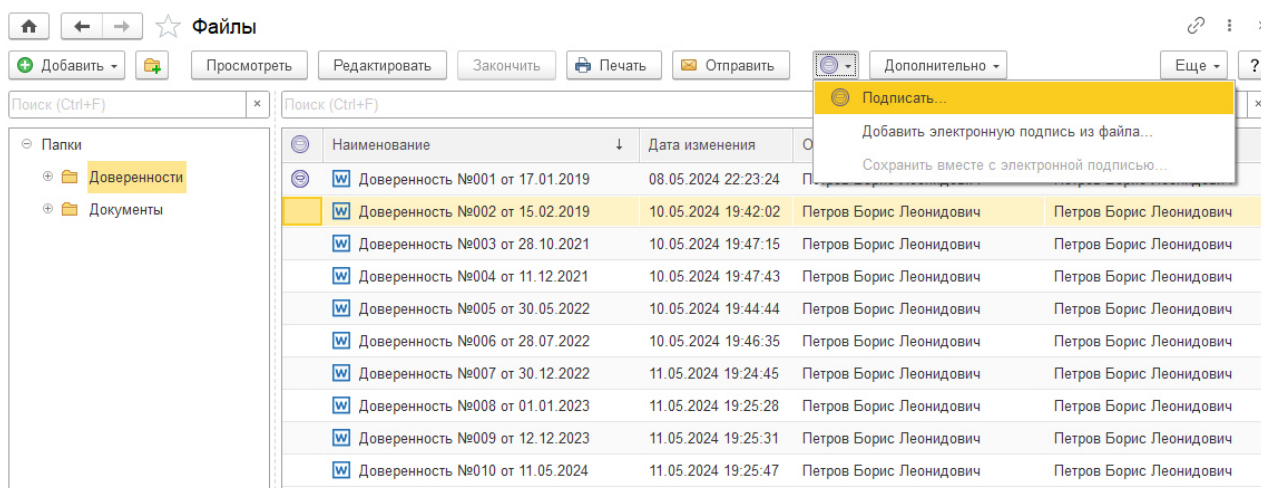 Файлы
Добавить Просмотреть Редактировать Закончить Печать Отправить Дополнительно Еще ?
Поиск (Ctrl+F) × Поиск (Ctrl+F) ×
Подписать...
Добавить электронную подпись из файла...
Сохранить вместе с электронной подписью...
Папки
Доверенности
Документы
Наименование ↓ Дата изменения
Доверенность №001 от 17.01.2019 08.05.2024 22:23:24 Петров Борис Леонидович Петров Борис Леонидович
Доверенность №002 от 15.02.2019 10.05.2024 19:42:02 Петров Борис Леонидович Петров Борис Леонидович
Доверенность №003 от 28.10.2021 10.05.2024 19:47:15 Петров Борис Леонидович Петров Борис Леонидович
Доверенность №004 от 11.12.2021 10.05.2024 19:47:43 Петров Борис Леонидович Петров Борис Леонидович
Доверенность №005 от 30.05.2022 10.05.2024 19:44:44 Петров Борис Леонидович Петров Борис Леонидович
Доверенность №006 от 28.07.2022 10.05.2024 19:46:35 Петров Борис Леонидович Петров Борис Леонидович
Доверенность №007 от 30.12.2022 11.05.2024 19:24:45 Петров Борис Леонидович Петров Борис Леонидович
Доверенность №008 от 01.01.2023 11.05.2024 19:25:28 Петров Борис Леонидович Петров Борис Леонидович
Доверенность №009 от 12.12.2023 11.05.2024 19:25:31 Петров Борис Леонидович Петров Борис Леонидович
Доверенность №010 от 11.05.2024 11.05.2024 19:25:47 Петров Борис Леонидович Петров Борис Леонидович